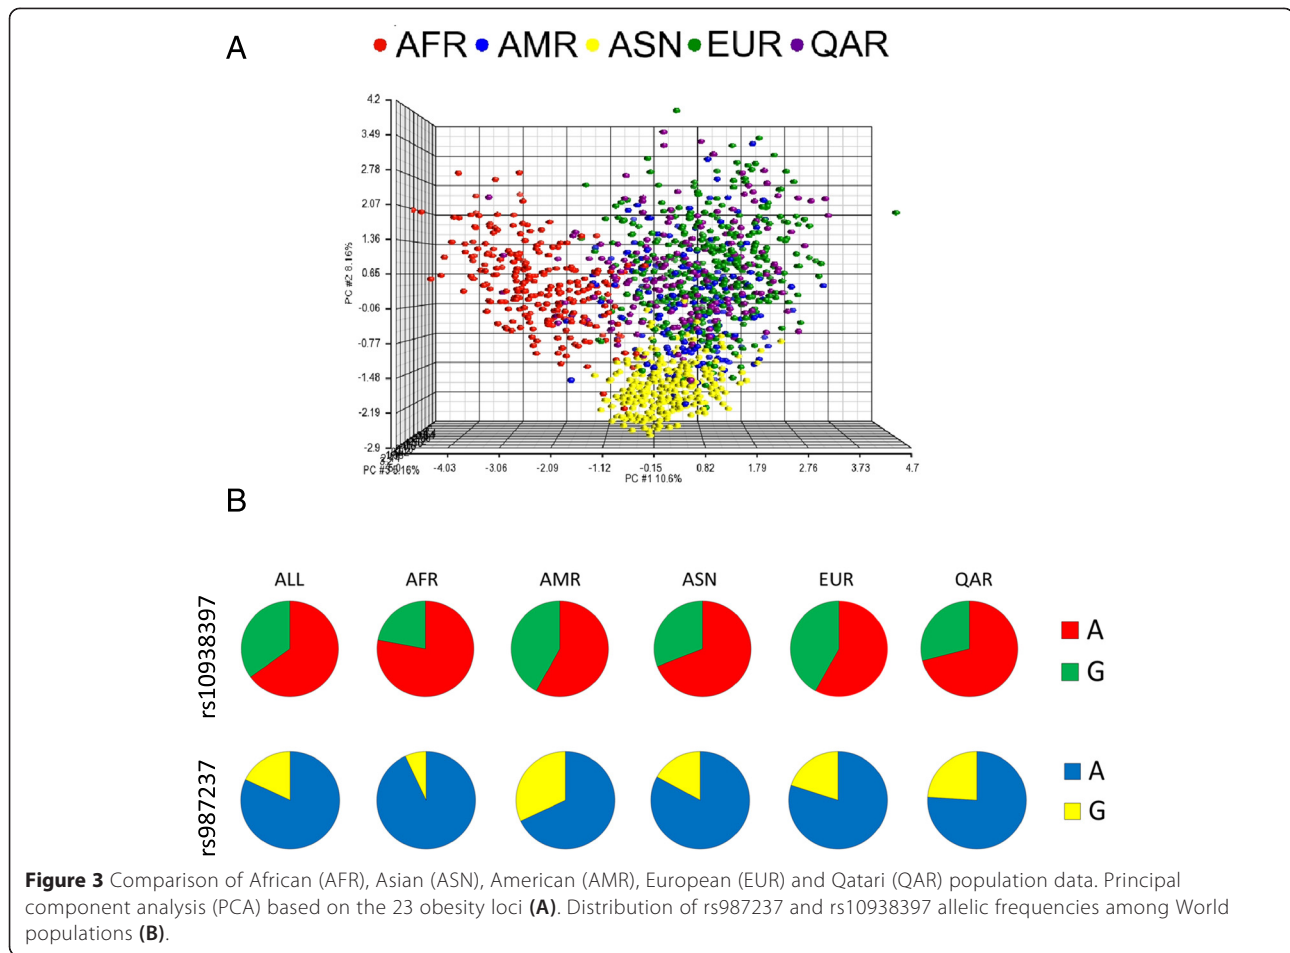 A
AFR AMR ASN EUR QAR
4.2
3.49
2.78
2.07
1.36
0.65
-0.06
-0.77
-1.48
-2.19
-2.9
PC #2 8.16%
-4.03 -3.06 -2.09 -1.12 -0.15 0.82 1.79 2.76 3.73 4.7
PC #1 10.6%
B
ALL AFR AMR ASN EUR QAR
rs10938397
A
G
rs987237
A
G
Figure 3 Comparison of African (AFR), Asian (ASN), American (AMR), European (EUR) and Qatari (QAR) population data. Principal
component analysis (PCA) based on the 23 obesity loci (A). Distribution of rs987237 and rs10938397 allelic frequencies among World
populations (B).